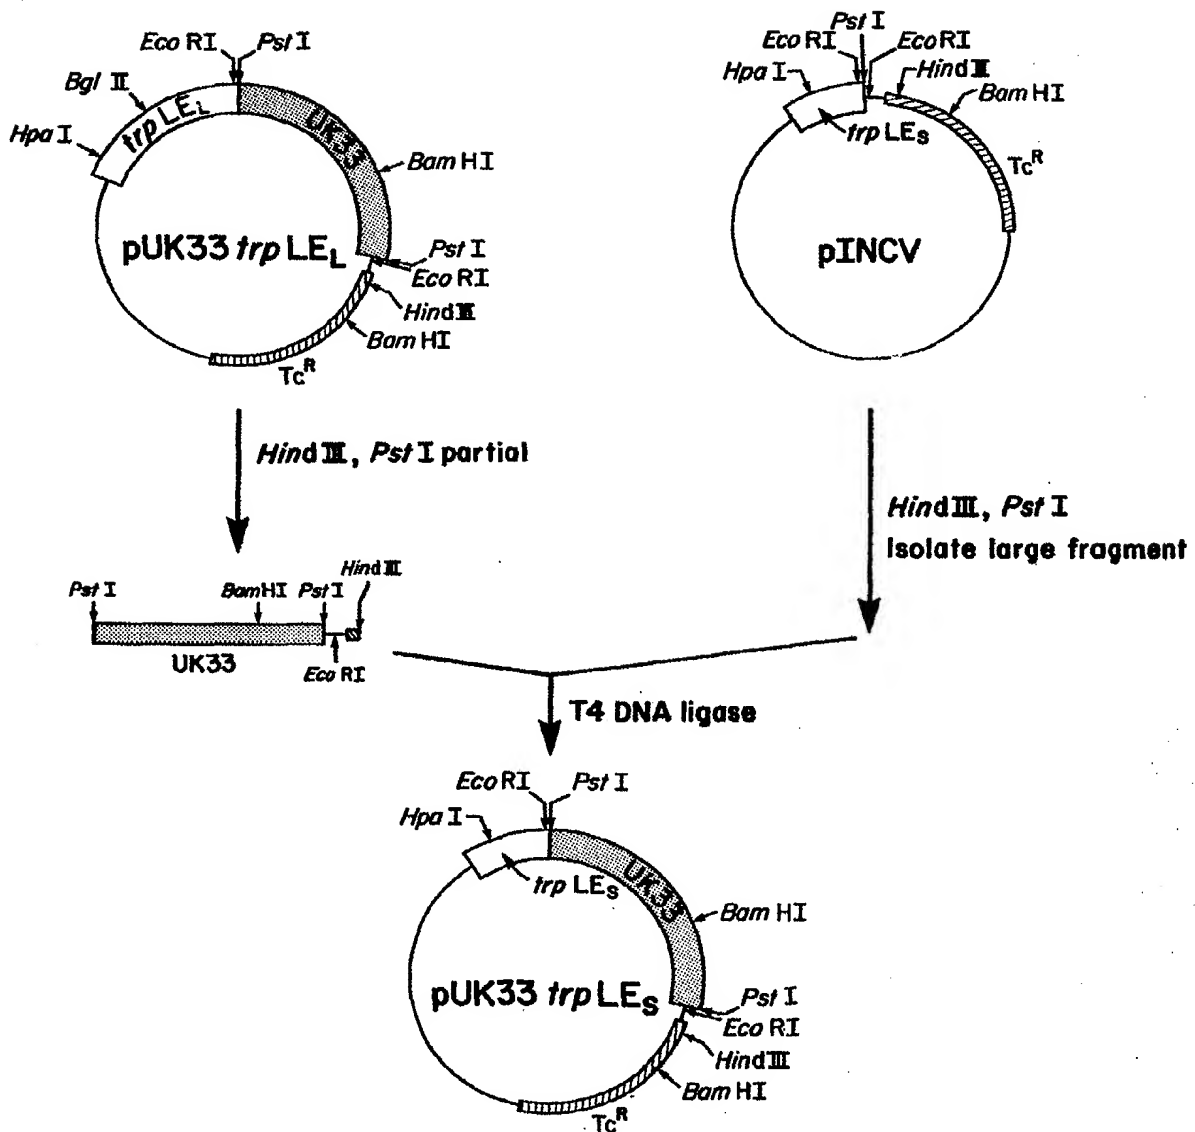 Eco RI
Pst I
Bgl II
Hpa I
trp LEL
UK33
Bam HI
pUK33 trp LEL
Pst I
Eco RI
Hind III
Bam HI
TcR
Pst I
Eco RI
Eco RI
Hpa I
Hind III
Bam HI
trp LES
TcR
pINCV
Hind III, Pst I partial
Hind III, Pst I
Isolate large fragment
Hind III
Pst I
Bam HI
Pst I
UK33
Eco RI
T4 DNA ligase
Eco RI
Pst I
Hpa I
trp LES
UK33
Bam HI
pUK33 trp LES
Pst I
Eco RI
Hind III
Bam HI
TcR